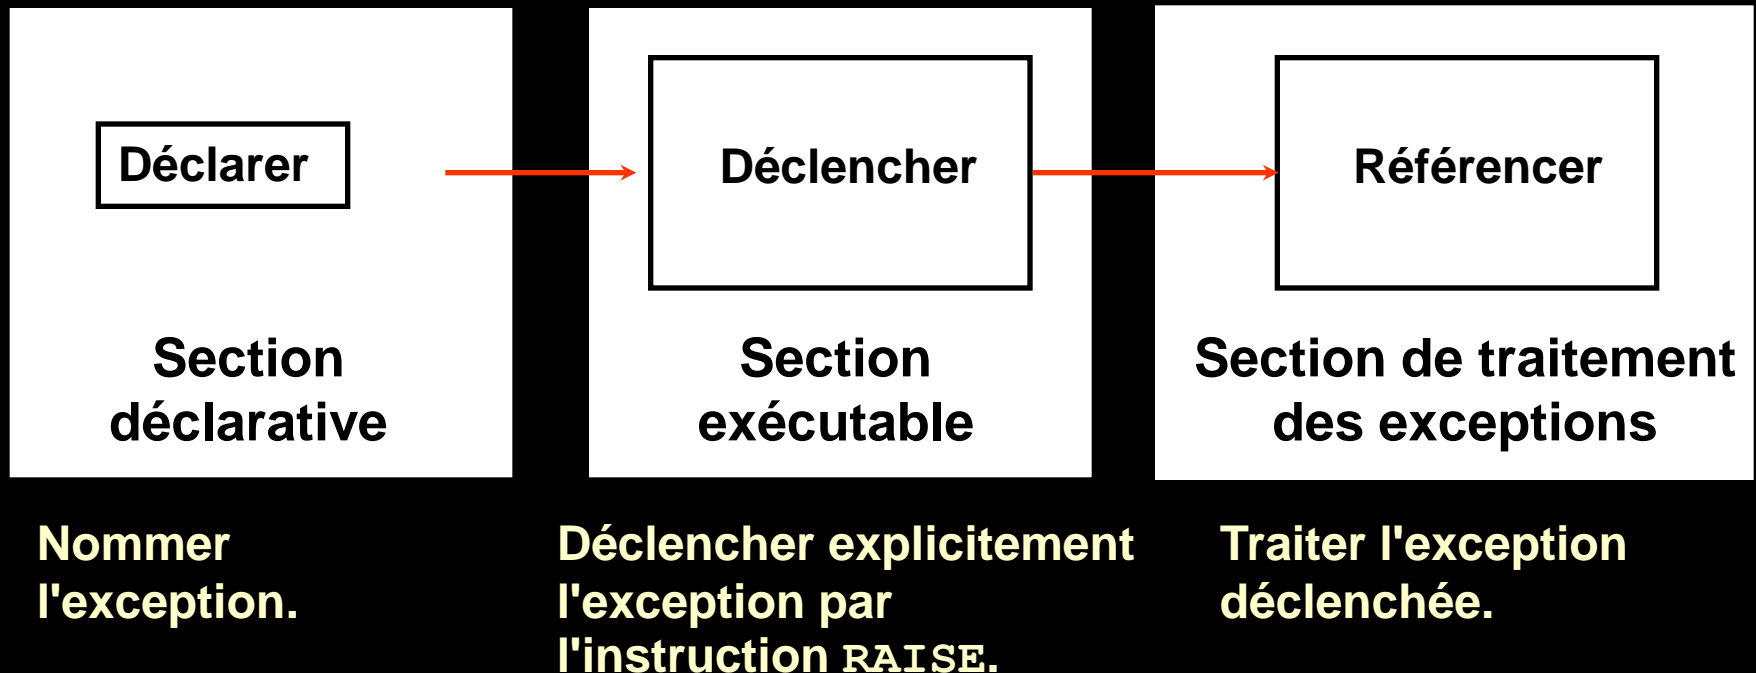 Déclarer
Section
déclarative
Nommer
l'exception.
Déclencher
Section
exécutable
Déclencher explicitement
l'exception par
l'instruction RAISE.
Référencer
Section de traitement
des exceptions
Traiter l'exception
déclenchée.